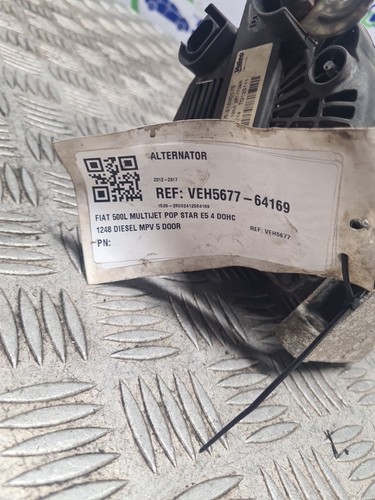 Valeo
ALTERNATOR
2012-2017
REF: VEH5677-64169
FIAT 500L MULTIJET POP STAR E5 4 DOHC
1248 DIESEL MPV 5 DOOR
REF: VEH5677
PN: